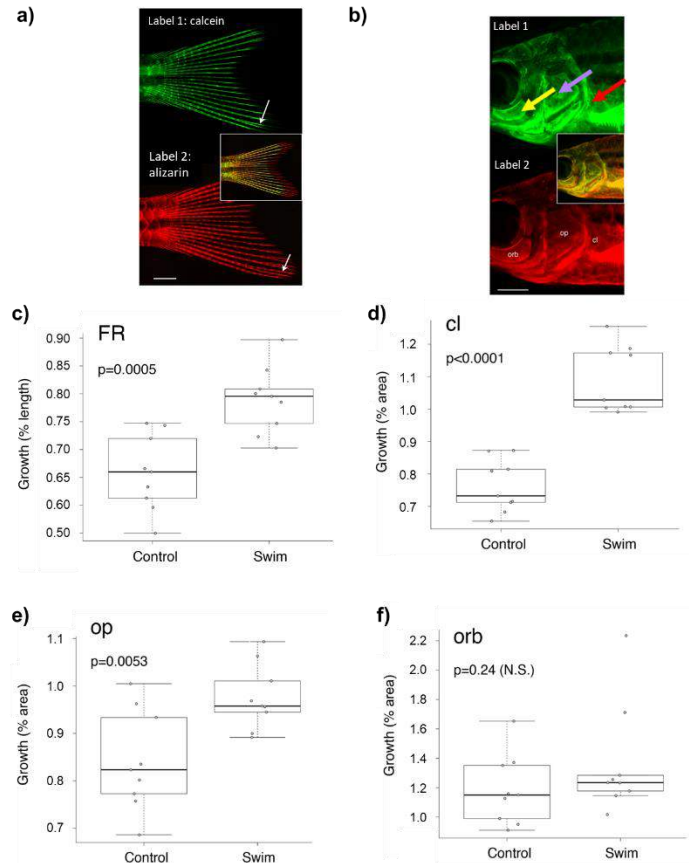 a)
Label 1: calcein
Label 2:
alizarin
b)
Label 1
Label 2
orb
op
cl
c)
FR
p=0.0005
Growth (% length)
0.90
0.85
0.80
0.75
0.70
0.65
0.60
0.50
Control
Swim
d)
cl
p<0.0001
Growth (% area)
1.2
1.1
1.0
0.9
0.8
0.7
Control
Swim
e)
op
p=0.0053
Growth (% area)
1.1
1.0
0.9
0.8
0.7
Control
Swim
f)
orb
p=0.24 (N.S.)
Growth (% area)
2.2
2.0
1.8
1.6
1.4
1.2
1.0
Control
Swim